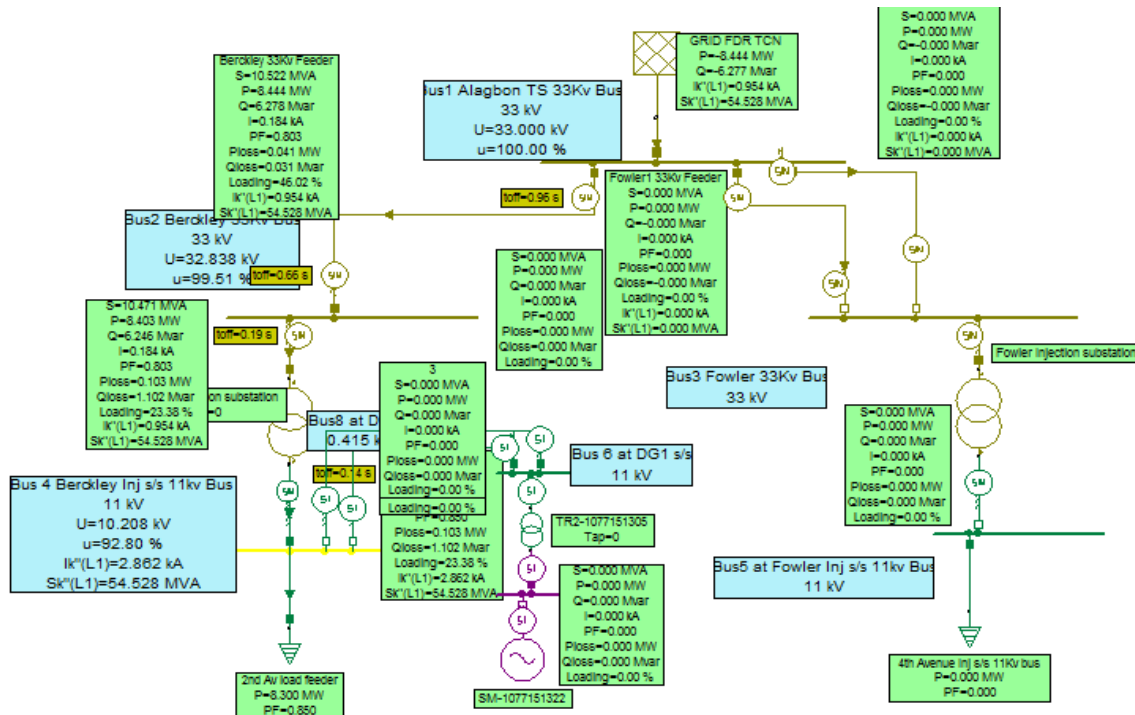 S=0.000 MVA
P=0.000 MW
Q=-0.000 Mvar
I=0.000 kA
PF=0.000
Ploss=0.000 MW
Qloss=-0.000 Mvar
Loading=0.00 %
Ik"(L1)=0.000 kA
Sk"(L1)=0.000 MVA
GRID FDR TCN
P=-8.444 MW
Q=-6.277 Mvar
Ik"(L1)=0.954 kA
Sk"(L1)=54.528 MVA
Berckley 33Kv Feeder
S=10.522 MVA
P=8.444 MW
Q=6.278 Mvar
I=0.184 kA
PF=0.803
Ploss=0.041 MW
Qloss=0.031 Mvar
Loading=46.02 %
Ik"(L1)=0.954 kA
Sk"(L1)=54.528 MVA
Bus1 Alagbon TS 33Kv Bus
33 kV
U=33.000 kV
u=100.00 %
toff=0.96 s
Fowler1 33Kv Feeder
S=0.000 MVA
P=0.000 MW
Q=-0.000 Mvar
I=0.000 kA
PF=0.000
Ploss=0.000 MW
Qloss=-0.000 Mvar
Loading=0.00 %
Ik"(L1)=0.000 kA
Sk"(L1)=0.000 MVA
Bus2 Berckley 33Kv Bus
33 kV
U=32.838 kV
u=99.51 %
toff=0.66 s
S=0.000 MVA
P=0.000 MW
Q=0.000 Mvar
I=0.000 kA
PF=0.000
Ploss=0.000 MW
Qloss=0.000 Mvar
Loading=0.00 %
S=10.471 MVA
P=8.403 MW
Q=6.246 Mvar
I=0.184 kA
PF=0.803
Ploss=0.103 MW
Qloss=1.102 Mvar
Loading=23.38 %
Ik"(L1)=0.954 kA
Sk"(L1)=54.528 MVA
toff=0.19 s
on substation
=0
Bus8 at D
0.415 k
toff=0.14 s
3
S=0.000 MVA
P=0.000 MW
Q=0.000 Mvar
I=0.000 kA
PF=0.000
Ploss=0.000 MW
Qloss=0.000 Mvar
Loading=0.00 %
Loading=0.00 %
PF=0.890
Ploss=0.103 MW
Qloss=1.102 Mvar
Loading=23.38 %
Ik"(L1)=2.862 kA
Sk"(L1)=54.528 MVA
Bus3 Fowler 33Kv Bus
33 kV
Fowler Injection substation
S=0.000 MVA
P=0.000 MW
Q=0.000 Mvar
I=0.000 kA
PF=0.000
Ploss=0.000 MW
Qloss=0.000 Mvar
Loading=0.00 %
Bus 6 at DG1 s/s
11 kV
Bus 4 Berckley Inj s/s 11kv Bus
11 kV
U=10.208 kV
u=92.80 %
Ik"(L1)=2.862 kA
Sk"(L1)=54.528 MVA
TR2-1077151305
Tap=0
Bus5 at Fowler Inj s/s 11kv Bus
11 kV
S=0.000 MVA
P=0.000 MW
Q=0.000 Mvar
I=0.000 kA
PF=0.000
Ploss=0.000 MW
Qloss=0.000 Mvar
Loading=0.00 %
SM-1077151322
2nd Av load feeder
P=8.300 MW
PF=0.850
4th Avenue Inj s/s 11Kv bus
P=0.000 MW
PF=0.000